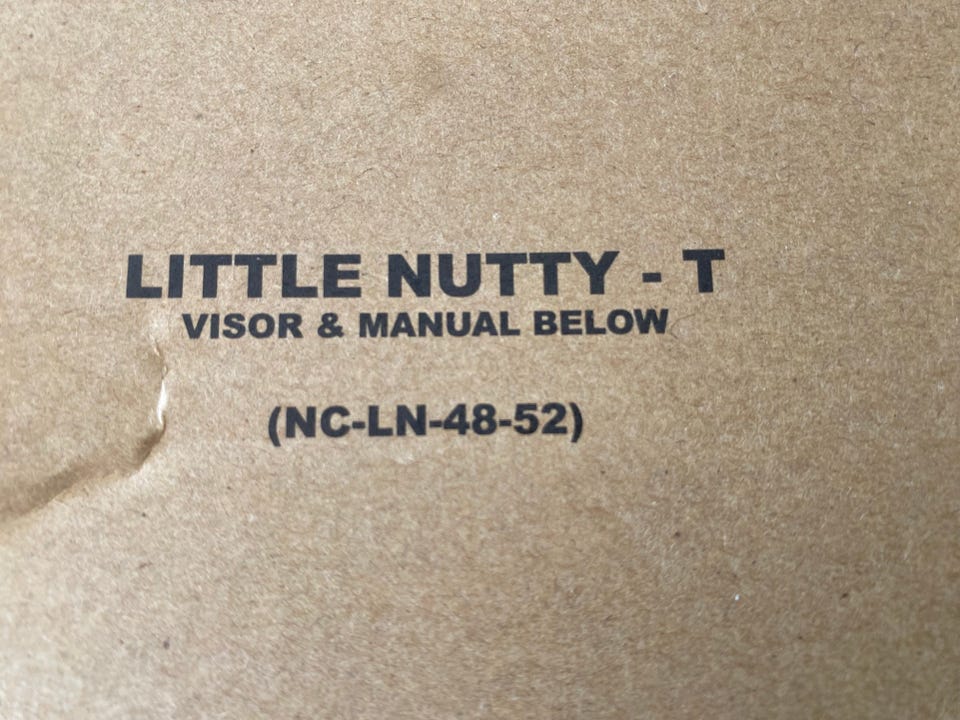 LITTLE NUTTY - T
VISOR & MANUAL BELOW
(NC-LN-48-52)